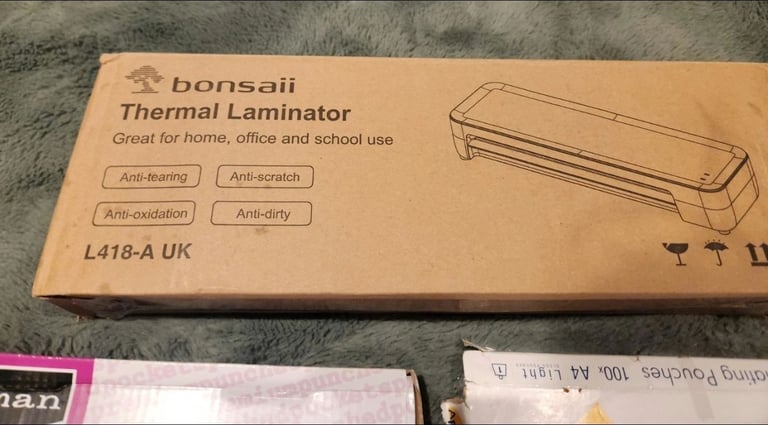 bonsaii
Thermal Laminator
Great for home, office and school use
Anti-tearing
Anti-scratch
Anti-oxidation
Anti-dirty
L418-A UK
man
ating Pouches 100x A4 Light